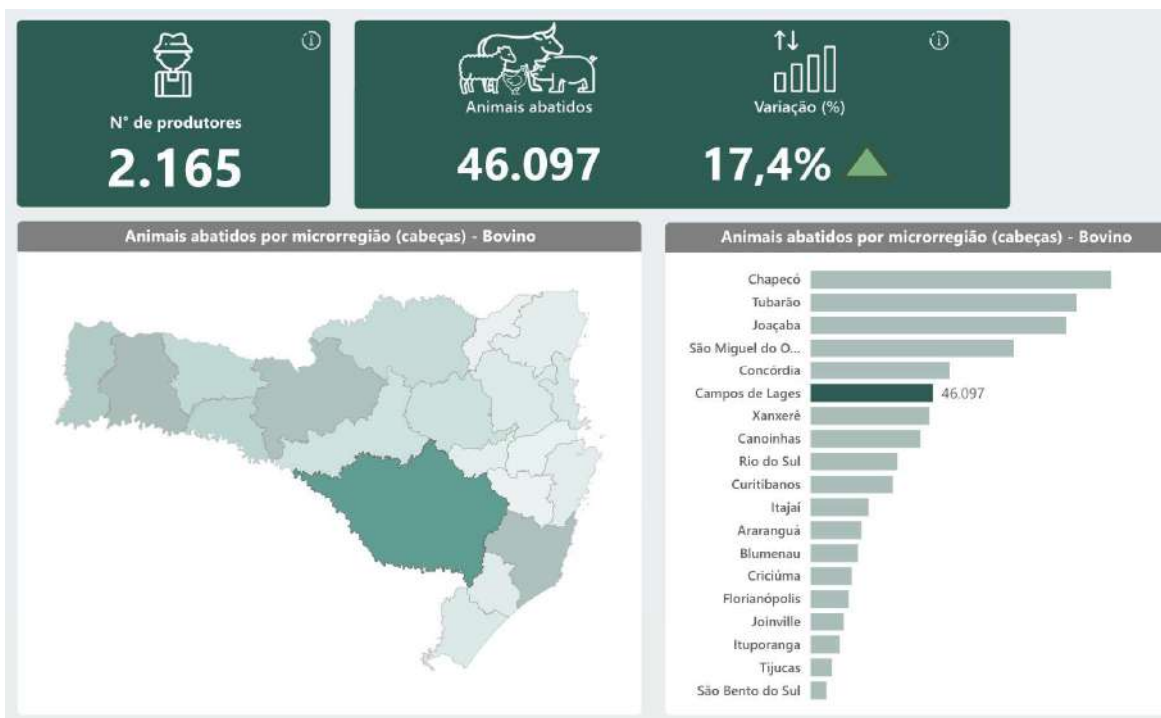 N° de produtores
2.165
Animais abatidos
46.097
Variação (%)
17,4%
Animais abatidos por microrregião (cabeças) - Bovino
Animais abatidos por microrregião (cabeças) - Bovino
Chapecó
Tubarão
Joaçaba
São Miguel do O...
Concórdia
Campos de Lages 46.097
Xanxerê
Canoinhas
Rio do Sul
Curitibanos
Itajaí
Araranguá
Blumenau
Criciúma
Florianópolis
Joinville
Ituporanga
Tijucas
São Bento do Sul